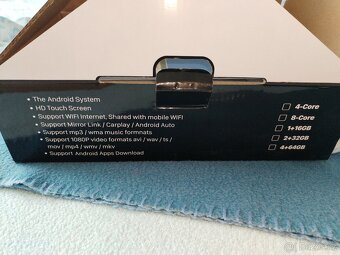 • The Android System
• HD Touch Screen
• Support WIFI Internet, Shared with mobile WIFI
• Support Mirror Link / Carplay / Android Auto
• Support mp3 / wma music formats
• Support 1080P video formats avi / wav / ts /
mov / mp4 / wmv / mkv
• Support Android Apps Download
4-Core
8-Core
1+16GB
2+32GB
4+64GB